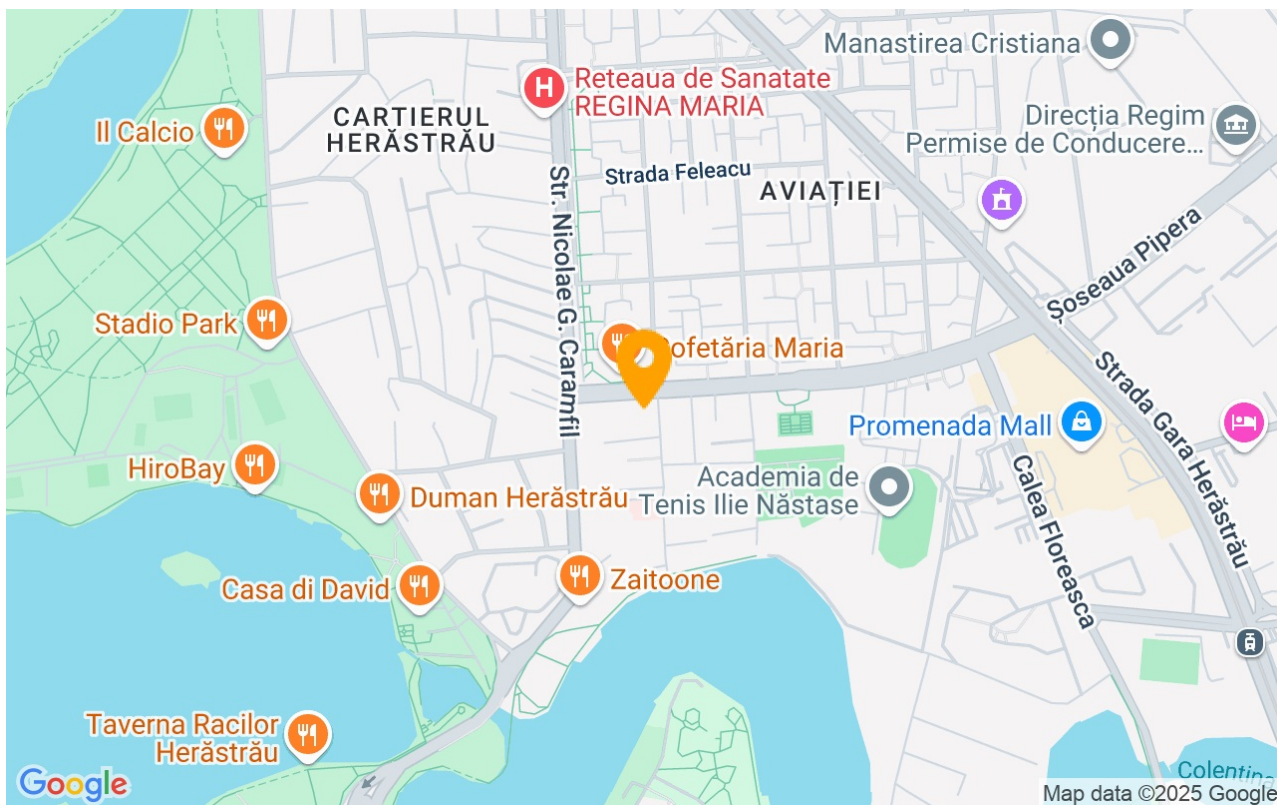 Manastirea Cristiana
Reteaua de Sanatate
REGINA MARIA
CARTIERUL
HERĂSTRĂU
Il Calcio
Direcția Regim
Permise de Conducere...
Strada Feleacu
AVIAȚIEI
Str. Nicolae G. Caramfil
Șoseaua Pipera
Stadio Park
ofetăria Maria
Strada Gara Herăstrău
Promenada Mall
HiroBay
Duman Herăstrău
Academia de
Tenis Ilie Năstase
Calea Floreasca
Casa di David
Zaitoone
Taverna Racilor
Herăstrău
Colentina
Google
Map data ©2025 Google